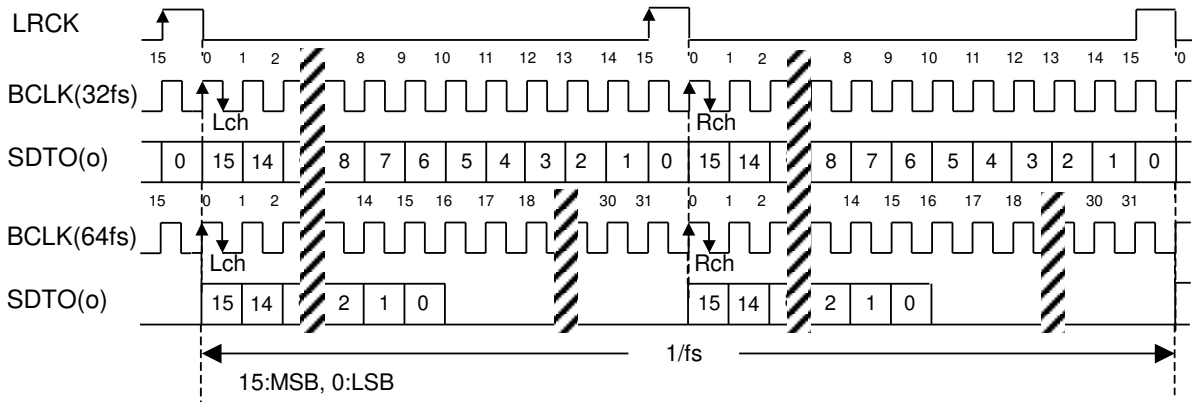 LRCK
15 0 1 2 8 9 10 11 12 13 14 15 0 1 2 8 9 10 11 12 13 14 15 0
BCLK(32fs)
Lch Rch
SDTO(o) 0 15 14 8 7 6 5 4 3 2 1 0 15 14 8 7 6 5 4 3 2 1 0
15 0 1 2 14 15 16 17 18 30 31 0 1 2 14 15 16 17 18 30 31
BCLK(64fs)
Lch Rch
SDTO(o) 15 14 2 1 0 15 14 2 1 0
1/fs
15:MSB, 0:LSB